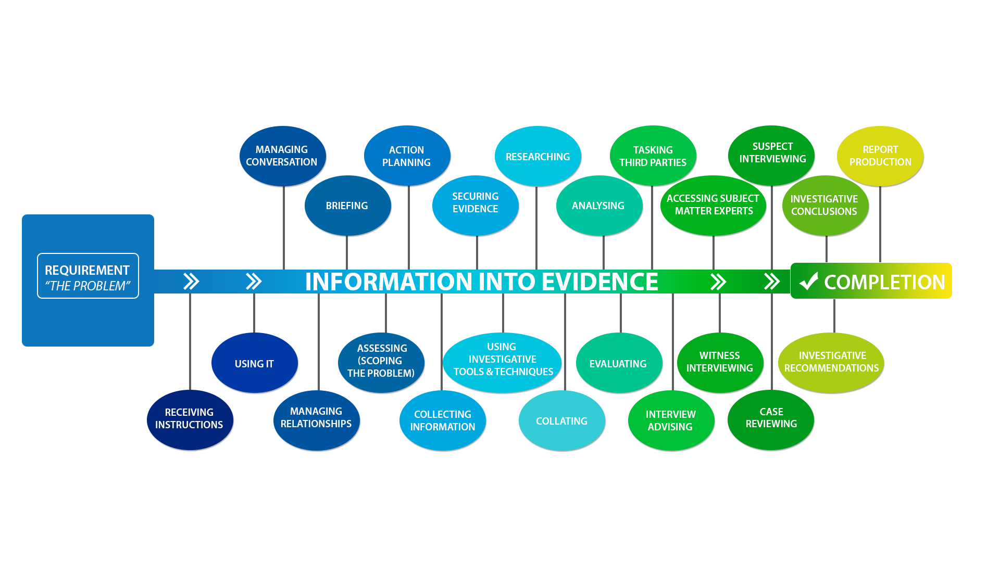 MANAGING
CONVERSATION
ACTION
PLANNING
RESEARCHING
TASKING
THIRD PARTIES
SUSPECT
INTERVIEWING
REPORT
PRODUCTION
BRIEFING
SECURING
EVIDENCE
ANALYSING
ACCESSING SUBJECT
MATTER EXPERTS
INVESTIGATIVE
CONCLUSIONS
REQUIREMENT
“THE PROBLEM”
INFORMATION INTO EVIDENCE
COMPLETION
USING IT
ASSESSING
(SCOPING
THE PROBLEM)
USING
INVESTIGATIVE
TOOLS & TECHNIQUES
EVALUATING
WITNESS
INTERVIEWING
INVESTIGATIVE
RECOMMENDATIONS
RECEIVING
INSTRUCTIONS
MANAGING
RELATIONSHIPS
COLLECTING
INFORMATION
COLLATING
INTERVIEW
ADVISING
CASE
REVIEWING